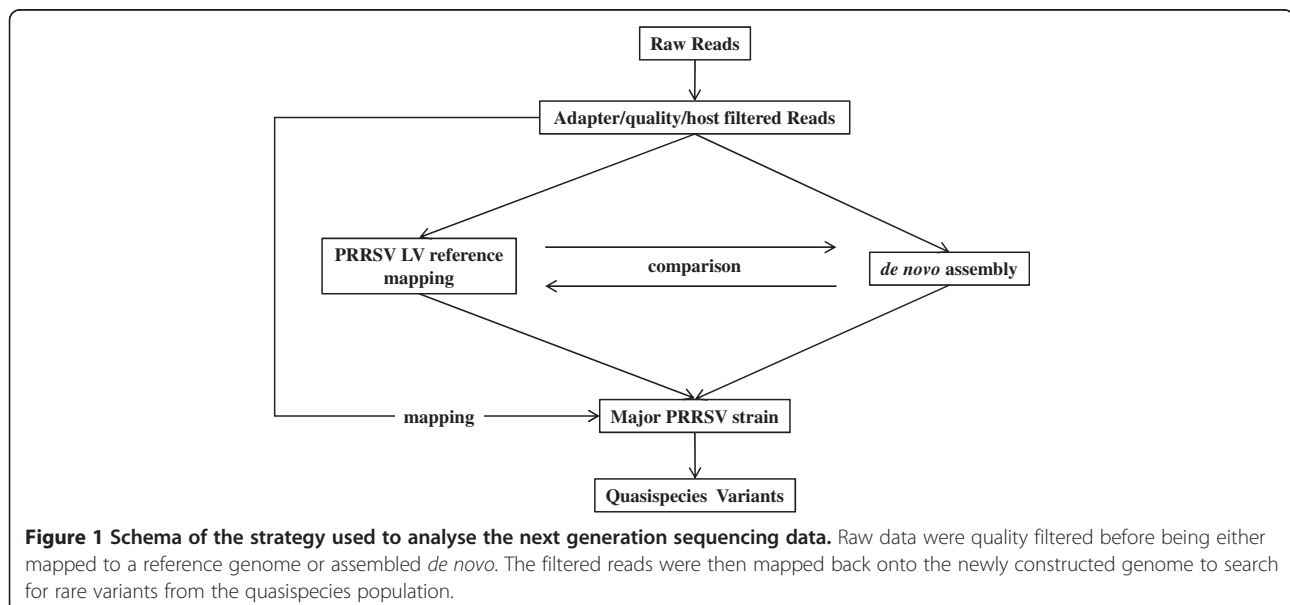 Raw Reads
Adapter/quality/host filtered Reads
PRRSV LV reference
mapping
comparison
de novo assembly
mapping
Major PRRSV strain
Quasispecies Variants
Figure 1 Schema of the strategy used to analyse the next generation sequencing data. Raw data were quality filtered before being either
mapped to a reference genome or assembled de novo. The filtered reads were then mapped back onto the newly constructed genome to search
for rare variants from the quasispecies population.